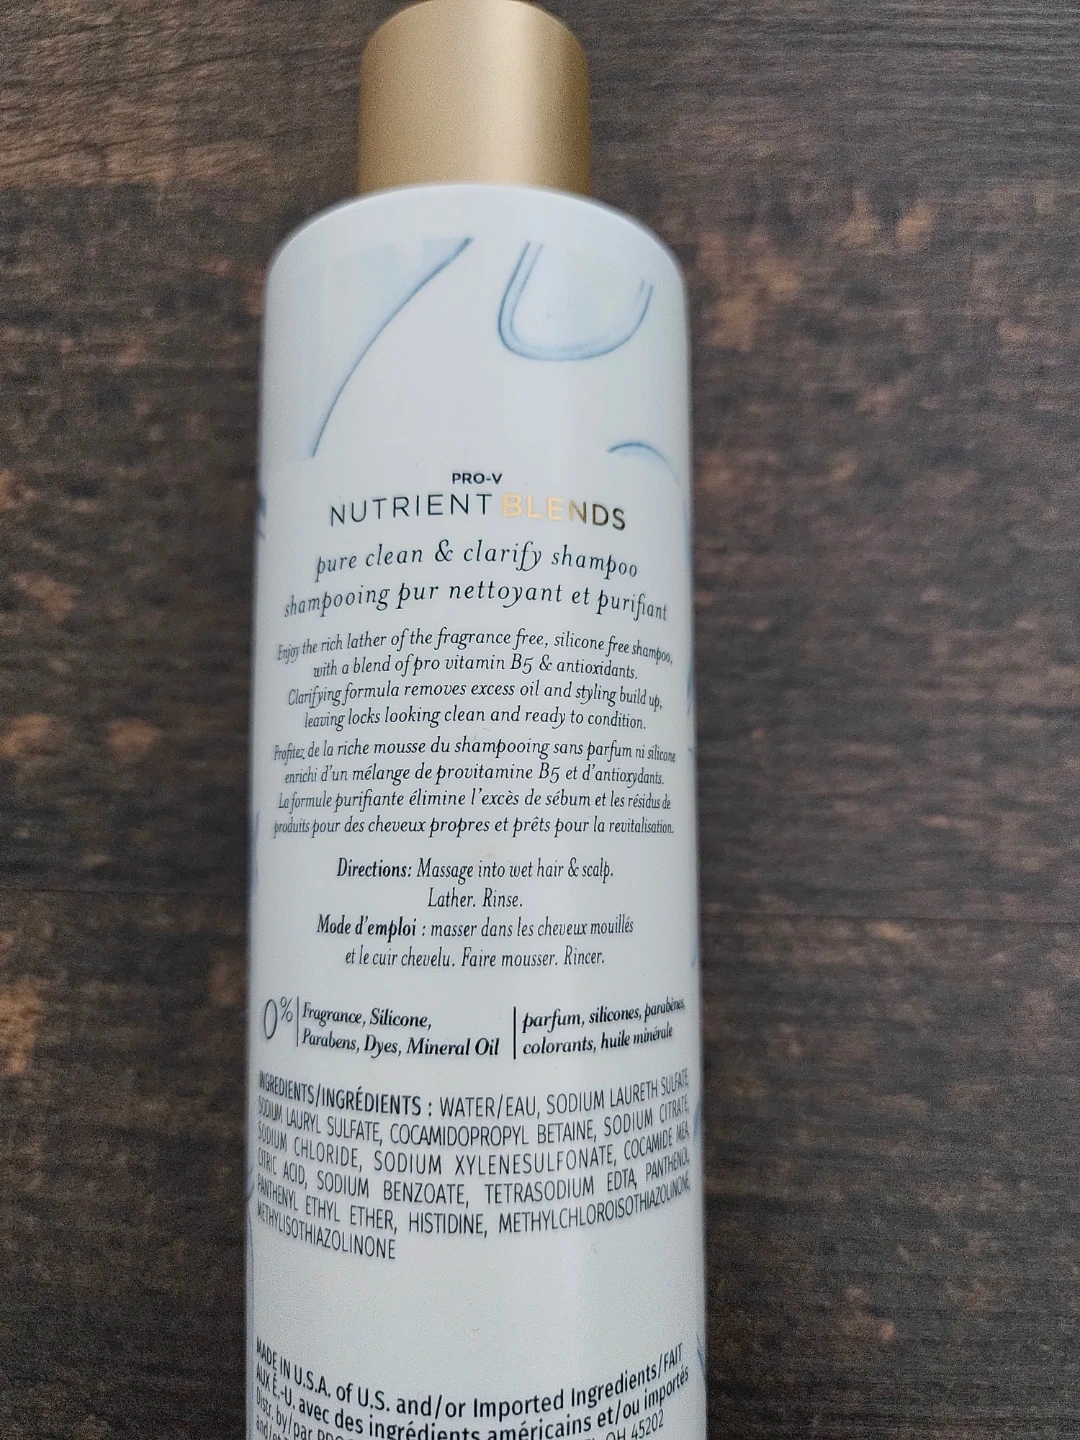 PRO-V
NUTRIENT BLENDS
pure clean & clarify shampoo
shampooing pur nettoyant et purifiant
Enjoy the rich lather of the fragrance free, silicone free shampoo,
with a blend of pro vitamin B5 & antioxidants.
Clarifying formula removes excess oil and styling build up,
leaving locks looking clean and ready to condition.
Profitez de la riche mousse du shampooing sans parfum ni silicone
enrichi d'un mélange de provitamine B5 et d'antioxydants.
La formule purifiante élimine l'excès de sébum et les résidus de
produits pour des cheveux propres et prêts pour la revitalisation.
Directions: Massage into wet hair & scalp.
Lather. Rinse.
Mode d'emploi : masser dans les cheveux mouillés
et le cuir chevelu. Faire mousser. Rincer.
0% Fragrance, Silicone,
Parabens, Dyes, Mineral Oil
parfum, silicones, parabènes,
colorants, huile minérale
INGREDIENTS/INGRÉDIENTS : WATER/EAU, SODIUM LAURETH SULFATE,
SODIUM LAURYL SULFATE, COCAMIDOPROPYL BETAINE, SODIUM CITRATE,
SODIUM CHLORIDE, SODIUM XYLENESULFONATE, COCAMIDE MEA,
CITRIC ACID, SODIUM BENZOATE, TETRASODIUM EDTA, PANTHENOL,
PANTHENYL ETHYL ETHER, HISTIDINE, METHYLCHLOROISOTHIAZOLINONE,
METHYLISOTHIAZOLINONE
MADE IN U.S.A. of U.S. and/or Imported Ingredients/FAIT
AUX É.-U. avec des ingrédients américains et/ou importés
Distr. by/par OH 45202